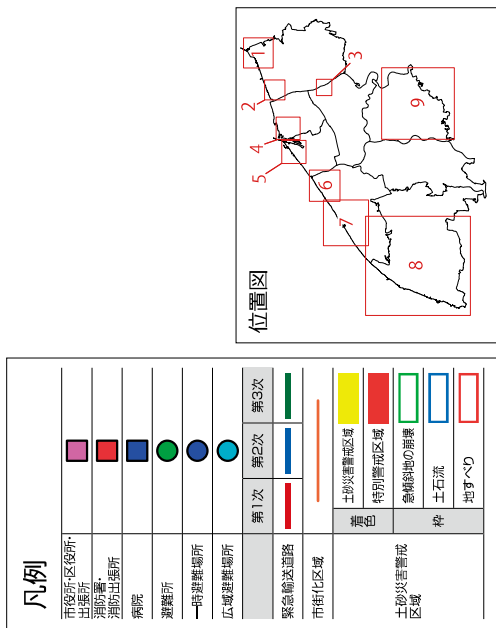 位置図
1
2
3
4
5
6
7
8
9
凡例
市役所・区役所・
出張所
消防署・
消防出張所
病院
避難所
一時避難場所
広域避難場所
第1次 第2次 第3次
緊急輸送道路
市街化区域
土砂災害警戒
区域
着色
土砂災害警戒区域
特別警戒区域
枠
急傾斜地の崩壊
土石流
地すべり